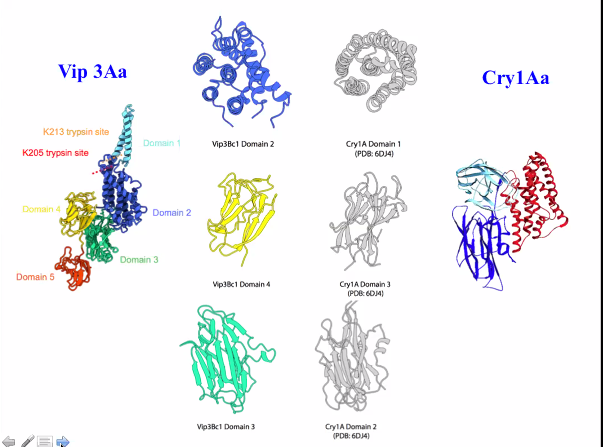 Vip 3Aa
Cry1Aa
K213 trypsin site
Domain 1
K205 trypsin site
Domain 4
Domain 2
Domain 3
Domain 5
Vip3Bc1 Domain 2
Cry1A Domain 1
(PDB: 6DJ4)
Vip3Bc1 Domain 4
Cry1A Domain 3
(PDB: 6DJ4)
Vip3Bc1 Domain 3
Cry1A Domain 2
(PDB: 6DJ4)